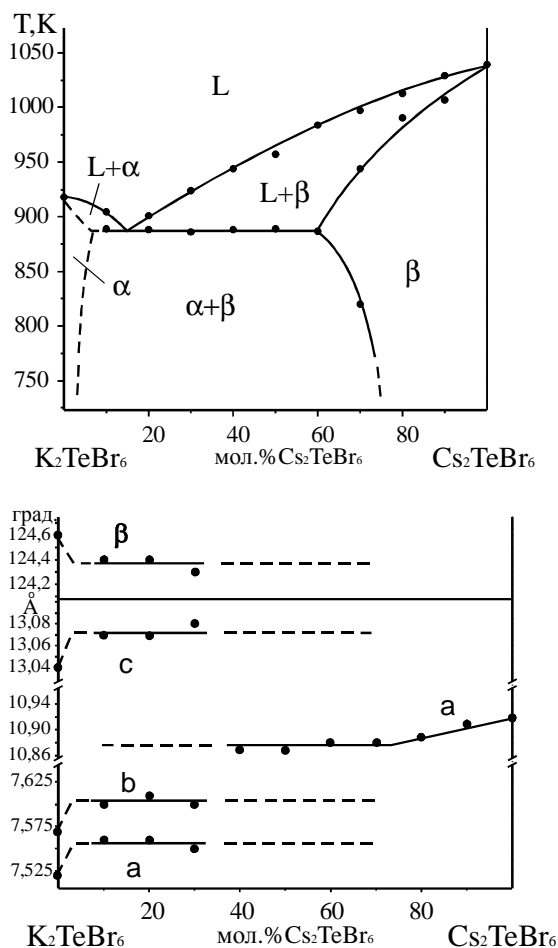 T,K
1050
L
1000
950
L+α
L+β
900
850
α
β
α+β
800
750
20 40 60 80
K₂TeBr₆ мол.% Cs₂TeBr₆ Cs₂TeBr₆
град
124,6
β
124,4
124,2
Å
13,08
13,06
13,04
c
10,94
a
10,90
10,86
7,625
b
7,575
7,525
a
20 40 60 80
K₂TeBr₆ мол.% Cs₂TeBr₆ Cs₂TeBr₆